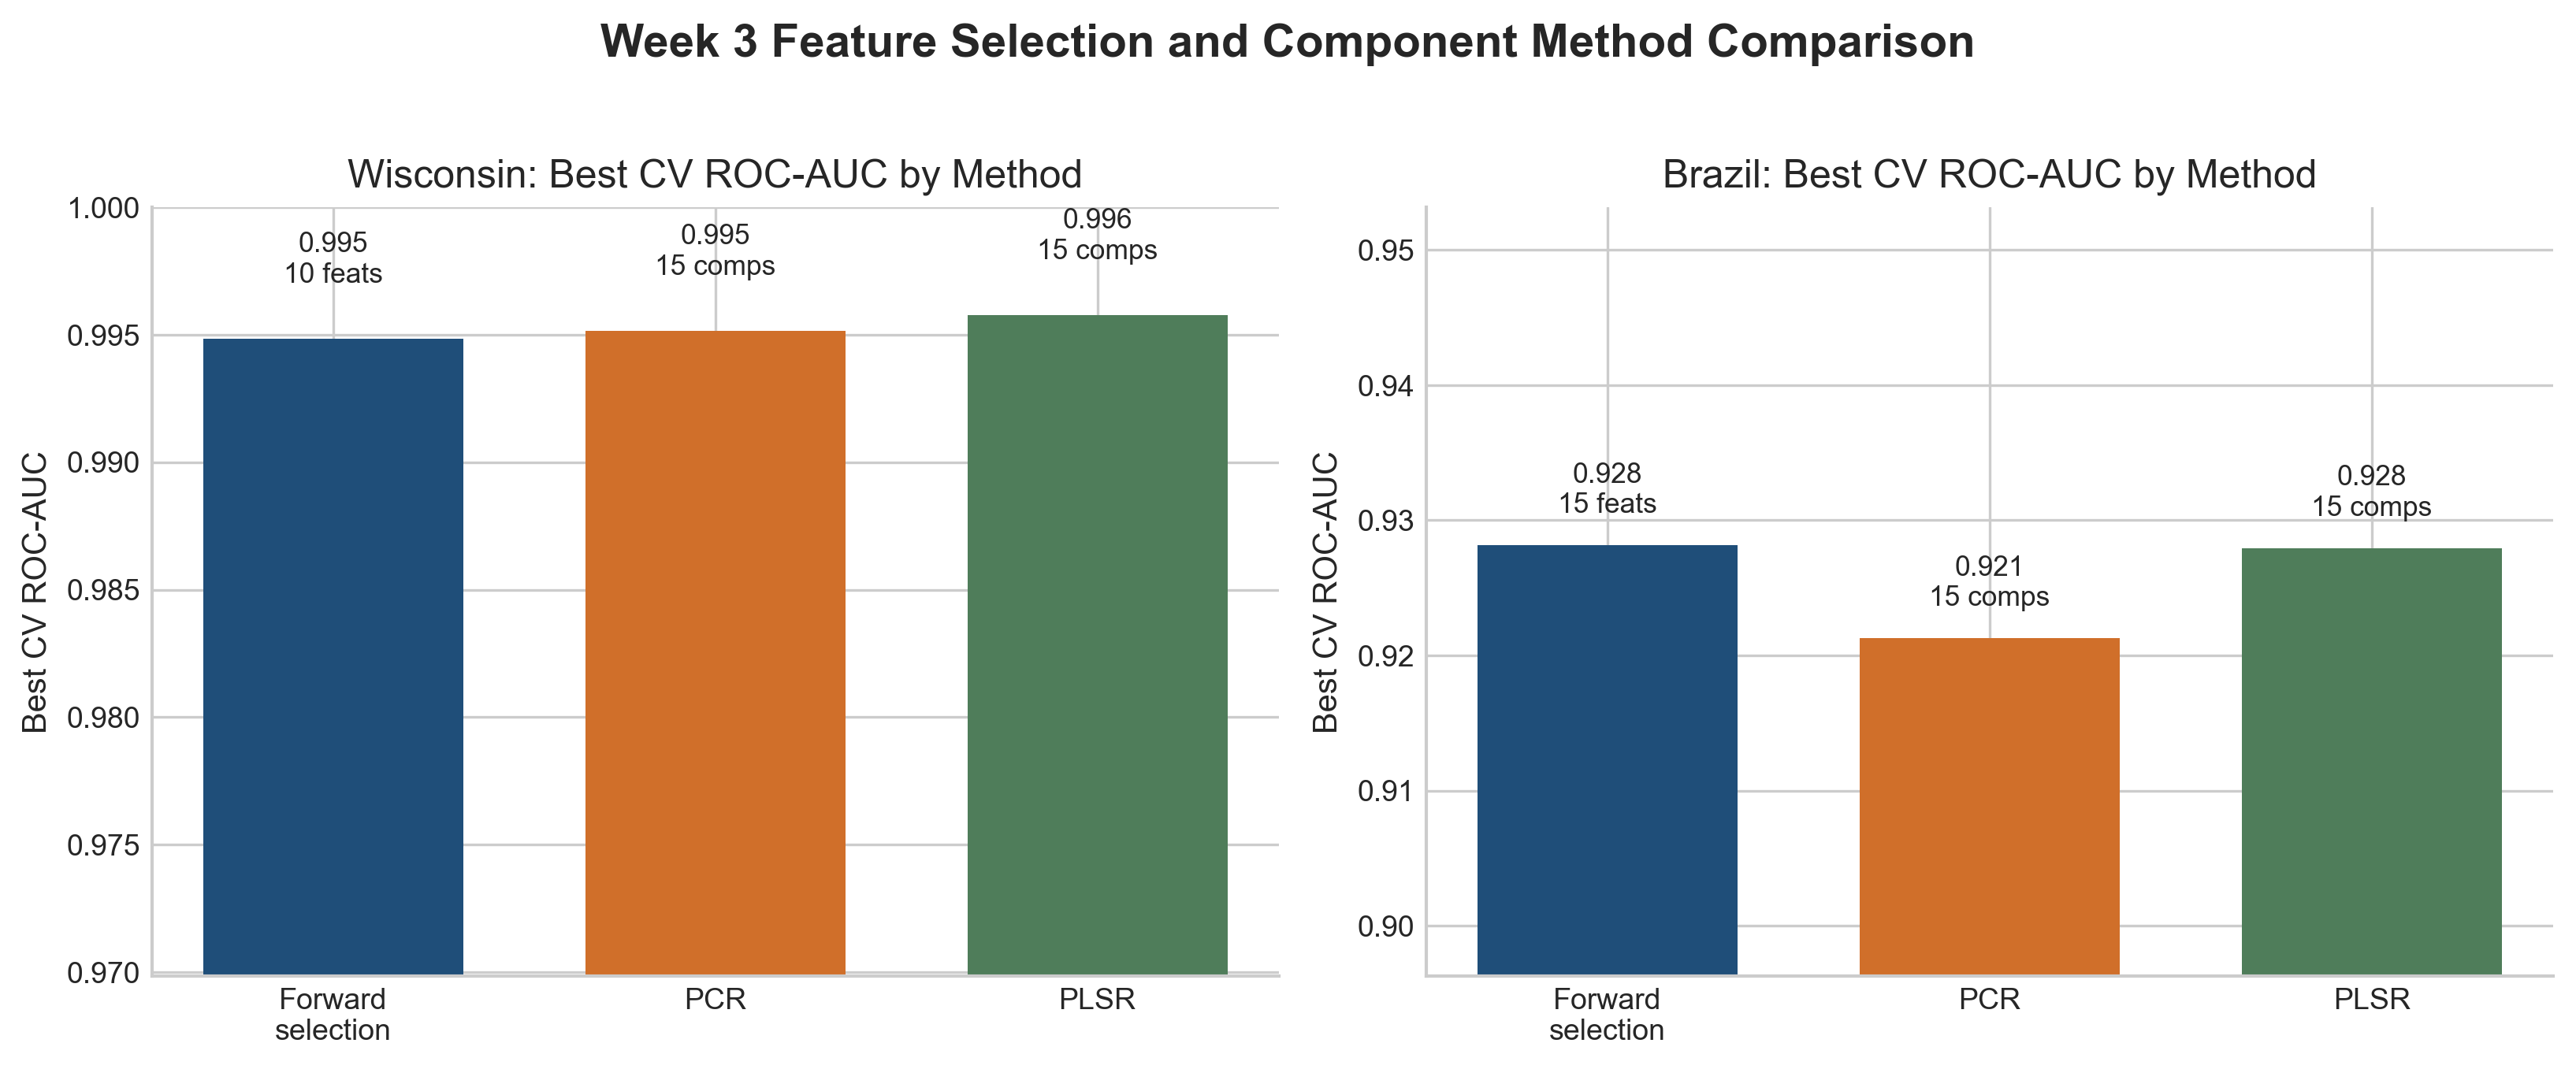 Week 3 Feature Selection and Component Method Comparison
Wisconsin: Best CV ROC-AUC by Method
1.000
0.995
0.990
0.985
0.980
0.975
0.970
Best CV ROC-AUC
0.995
10 feats
0.995
15 comps
0.996
15 comps
Forward
selection
PCR
PLSR
Brazil: Best CV ROC-AUC by Method
0.95
0.94
0.93
0.92
0.91
0.90
Best CV ROC-AUC
0.928
15 feats
0.921
15 comps
0.928
15 comps
Forward
selection
PCR
PLSR